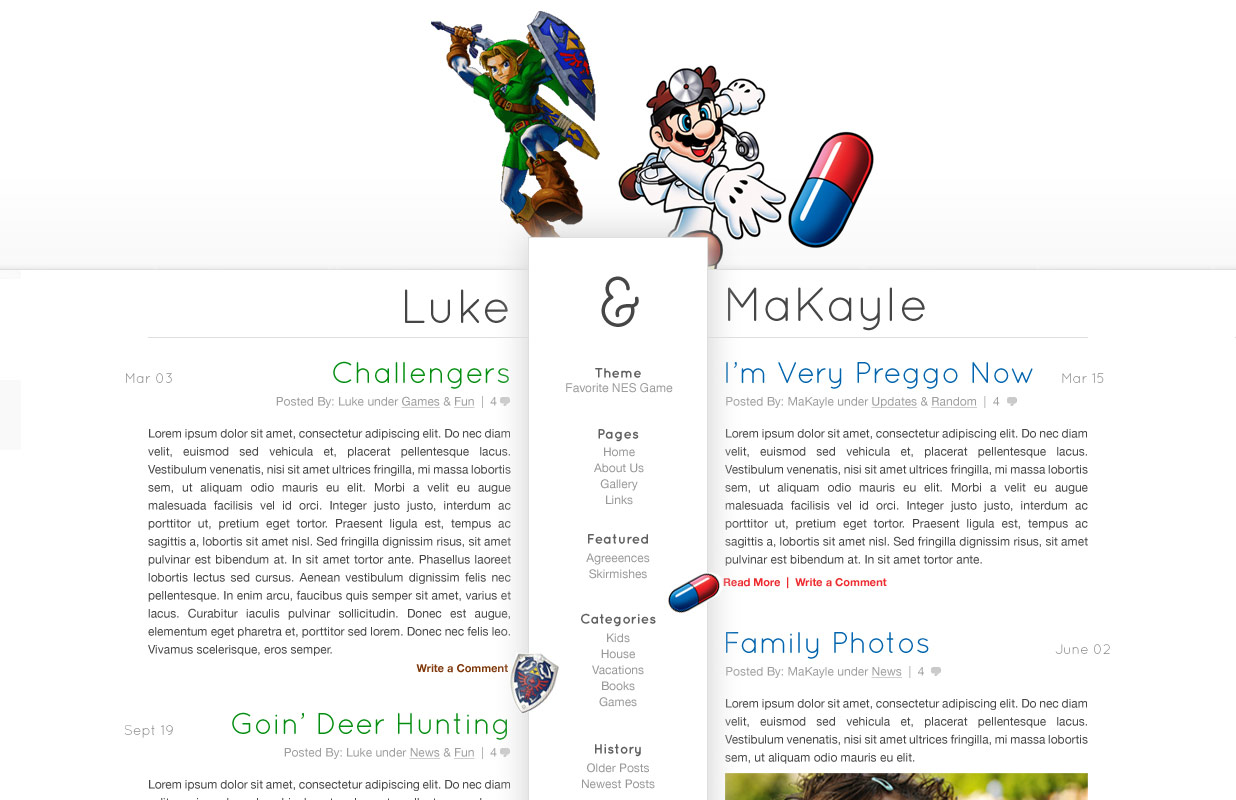 Luke
&
MaKayle
Mar 03
Challengers
Posted By: Luke under Games & Fun | 4
Lorem ipsum dolor sit amet, consectetur adipiscing elit. Do nec diam
velit, euismod sed vehicula et, placerat pellentesque lacus.
Vestibulum venenatis, nisi sit amet ultrices fringilla, mi massa lobortis
sem, ut aliquam odio mauris eu elit. Morbi a velit eu augue
malesuada facilisis vel id orci. Integer justo justo, interdum ac
porttitor ut, pretium eget tortor. Praesent ligula est, tempus ac
sagittis a, lobortis sit amet nisl. Sed fringilla dignissim risus, sit amet
pulvinar est bibendum at. In sit amet tortor ante. Phasellus laoreet
lobortis lectus sed cursus. Aenean vestibulum dignissim felis nec
pellentesque. In enim arcu, faucibus quis semper sit amet, varius et
lacus. Curabitur iaculis pulvinar sollicitudin. Donec est augue,
elementum eget pharetra et, porttitor sed lorem. Donec nec felis leo.
Vivamus scelerisque, eros semper.
Write a Comment
Sept 19
Goin' Deer Hunting
Posted By: Luke under News & Fun | 4
Lorem ipsum dolor sit amet, consectetur adipiscing elit. Do nec diam
Theme
Favorite NES Game
Pages
Home
About Us
Gallery
Links
Featured
Agreeences
Skirmishes
Categories
Kids
House
Vacations
Books
Games
History
Older Posts
Newest Posts
I'm Very Preggo Now
Mar 15
Posted By: MaKayle under Updates & Random | 4
Lorem ipsum dolor sit amet, consectetur adipiscing elit. Do nec diam
velit, euismod sed vehicula et, placerat pellentesque lacus.
Vestibulum venenatis, nisi sit amet ultrices fringilla, mi massa lobortis
sem, ut aliquam odio mauris eu elit. Morbi a velit eu augue
malesuada facilisis vel id orci. Integer justo justo, interdum ac
porttitor ut, pretium eget tortor. Praesent ligula est, tempus ac
sagittis a, lobortis sit amet nisl. Sed fringilla dignissim risus, sit amet
pulvinar est bibendum at. In sit amet tortor ante.
Read More | Write a Comment
Family Photos
June 02
Posted By: MaKayle under News | 4
Lorem ipsum dolor sit amet, consectetur adipiscing elit. Do nec diam
velit, euismod sed vehicula et, placerat pellentesque lacus.
Vestibulum venenatis, nisi sit amet ultrices fringilla, mi massa lobortis
sem, ut aliquam odio mauris eu elit.